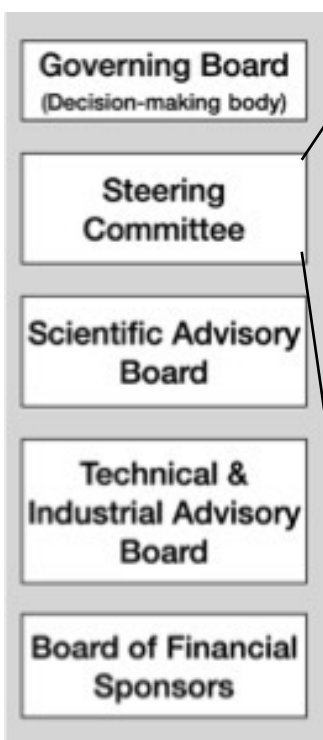 Governing Board
(Decision-making body)
Steering
Committee
Scientific Advisory
Board
Technical &
Industrial Advisory
Board
Board of Financial
Sponsors